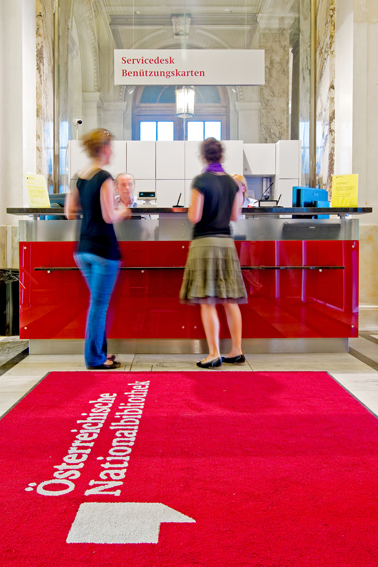 Servicedesk
Benützungskarten
Österreichische
Nationalbibliothek